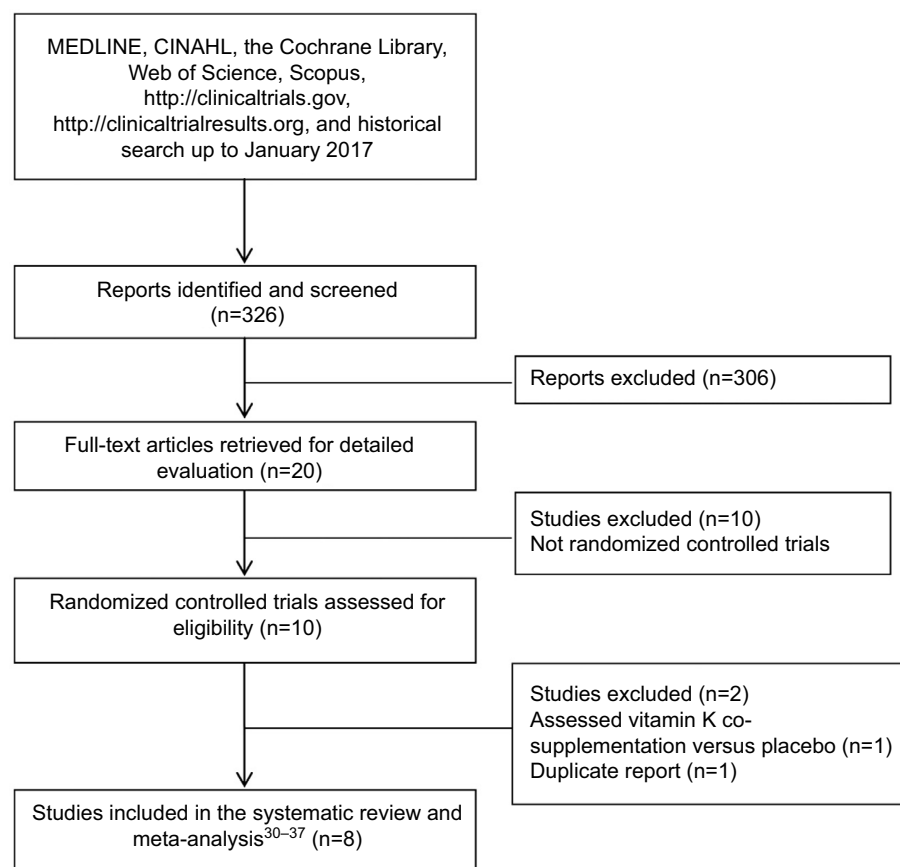 MEDLINE, CINAHL, the Cochrane Library,
Web of Science, Scopus,
http://clinicaltrials.gov,
http://clinicaltrialresults.org, and historical
search up to January 2017
Reports identified and screened
(n=326)
Reports excluded (n=306)
Full-text articles retrieved for detailed
evaluation (n=20)
Studies excluded (n=10)
Not randomized controlled trials
Randomized controlled trials assessed for
eligibility (n=10)
Studies excluded (n=2)
Assessed vitamin K co-
supplementation versus placebo (n=1)
Duplicate report (n=1)
Studies included in the systematic review and
meta-analysis³⁰⁻³⁷ (n=8)